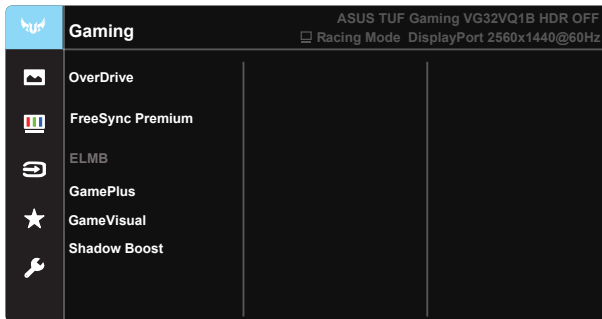 Gaming
ASUS TUF Gaming VG32VQ1B HDR OFF
Racing Mode DisplayPort 2560x1440@60Hz
OverDrive
FreeSync Premium
ELMB
GamePlus
GameVisual
Shadow Boost